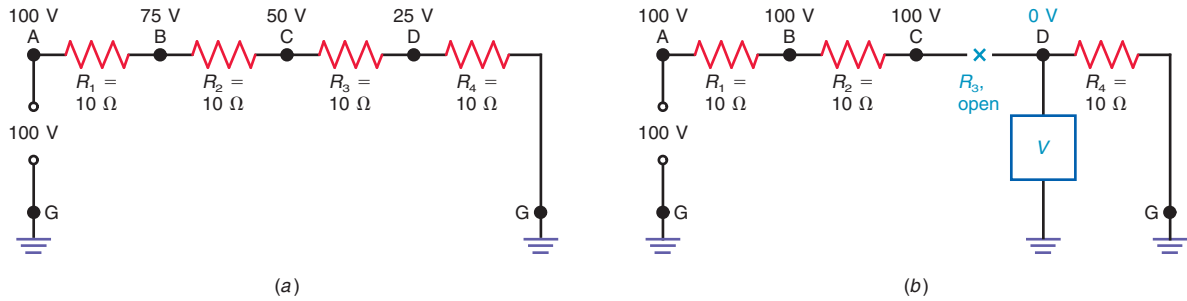 100 V 75 V 50 V 25 V
A B C D
R₁ = R₂ = R₃ = R₄ =
10 Ω 10 Ω 10 Ω 10 Ω
100 V
G G
(a)
100 V 100 V 100 V 0 V
A B C D
R₁ = R₂ = R₃, R₄ =
10 Ω 10 Ω open 10 Ω
100 V
V
G G
(b)